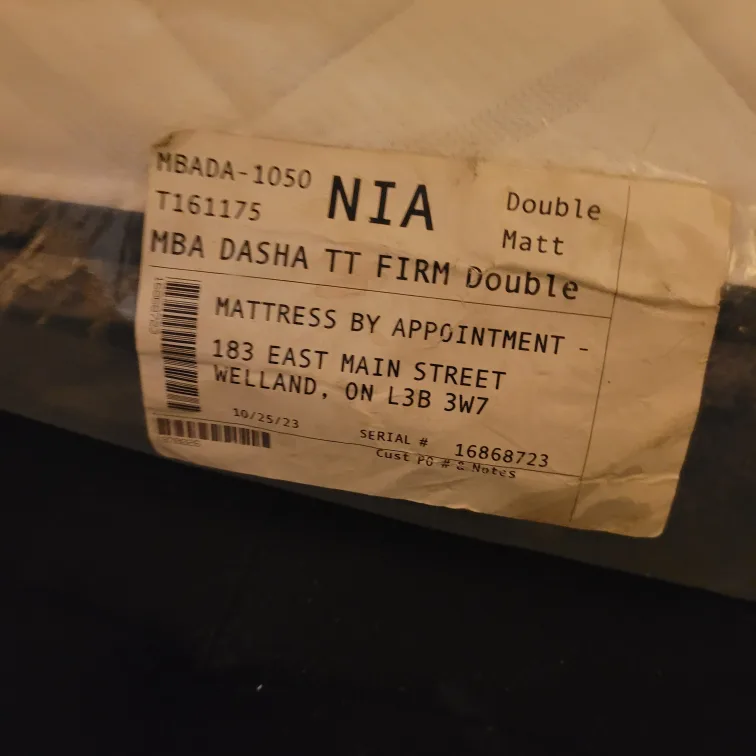 MBADA-1050
T161175
NIA
Double
Matt
MBA DASHA TT FIRM Double
MATTRESS BY APPOINTMENT -
183 EAST MAIN STREET
WELLAND, ON L3B 3W7
10/25/23
SERIAL # 16868723
Cust PO # & Notes
16868723